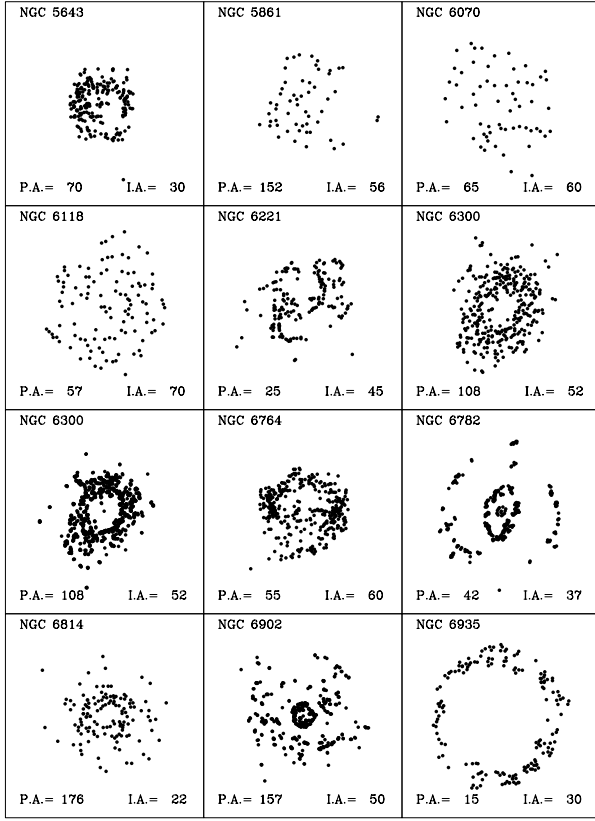 NGC 5643 NGC 5861 NGC 6070
P.A.= 70 I.A.= 30 P.A.= 152 I.A.= 56 P.A.= 65 I.A.= 60
NGC 6118 NGC 6221 NGC 6300
P.A.= 57 I.A.= 70 P.A.= 25 I.A.= 45 P.A.= 108 I.A.= 52
NGC 6300 NGC 6764 NGC 6782
P.A.= 108 I.A.= 52 P.A.= 55 I.A.= 60 P.A.= 42 I.A.= 37
NGC 6814 NGC 6902 NGC 6935
P.A.= 176 I.A.= 22 P.A.= 157 I.A.= 50 P.A.= 15 I.A.= 30